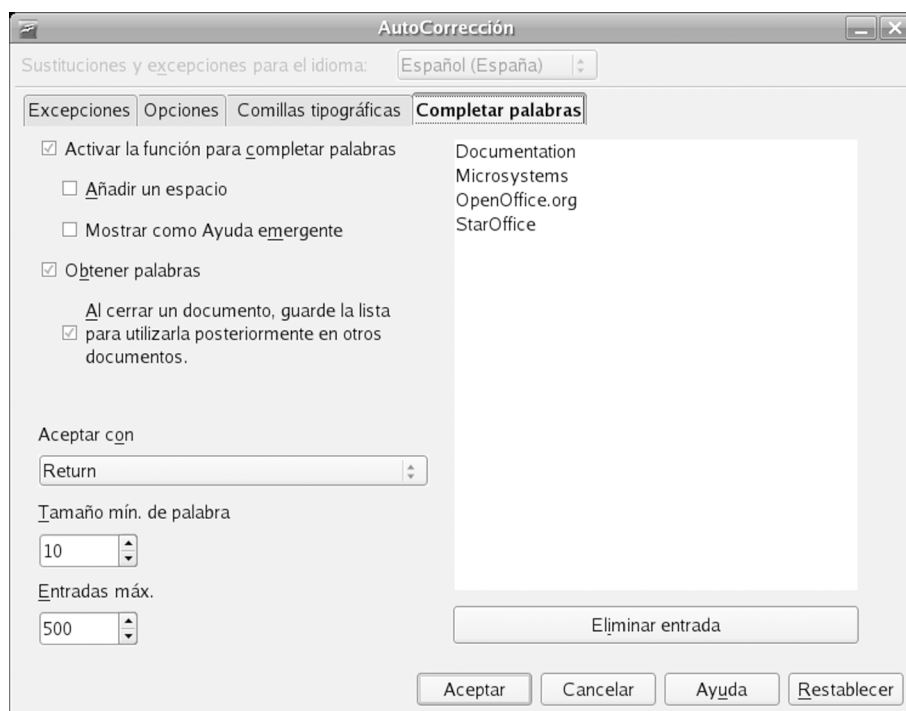 AutoCorrección
Sustituciones y excepciones para el idioma: Español (España)
Excepciones Opciones Comillas tipográficas Completar palabras
Activar la función para completar palabras
Añadir un espacio
Mostrar como Ayuda emergente
Obtener palabras
Al cerrar un documento, guarde la lista
para utilizarla posteriormente en otros
documentos.
Aceptar con
Return
Tamaño mín. de palabra
10
Entradas máx.
500
Documentation
Microsystems
OpenOffice.org
StarOffice
Eliminar entrada
Aceptar Cancelar Ayuda Restablecer